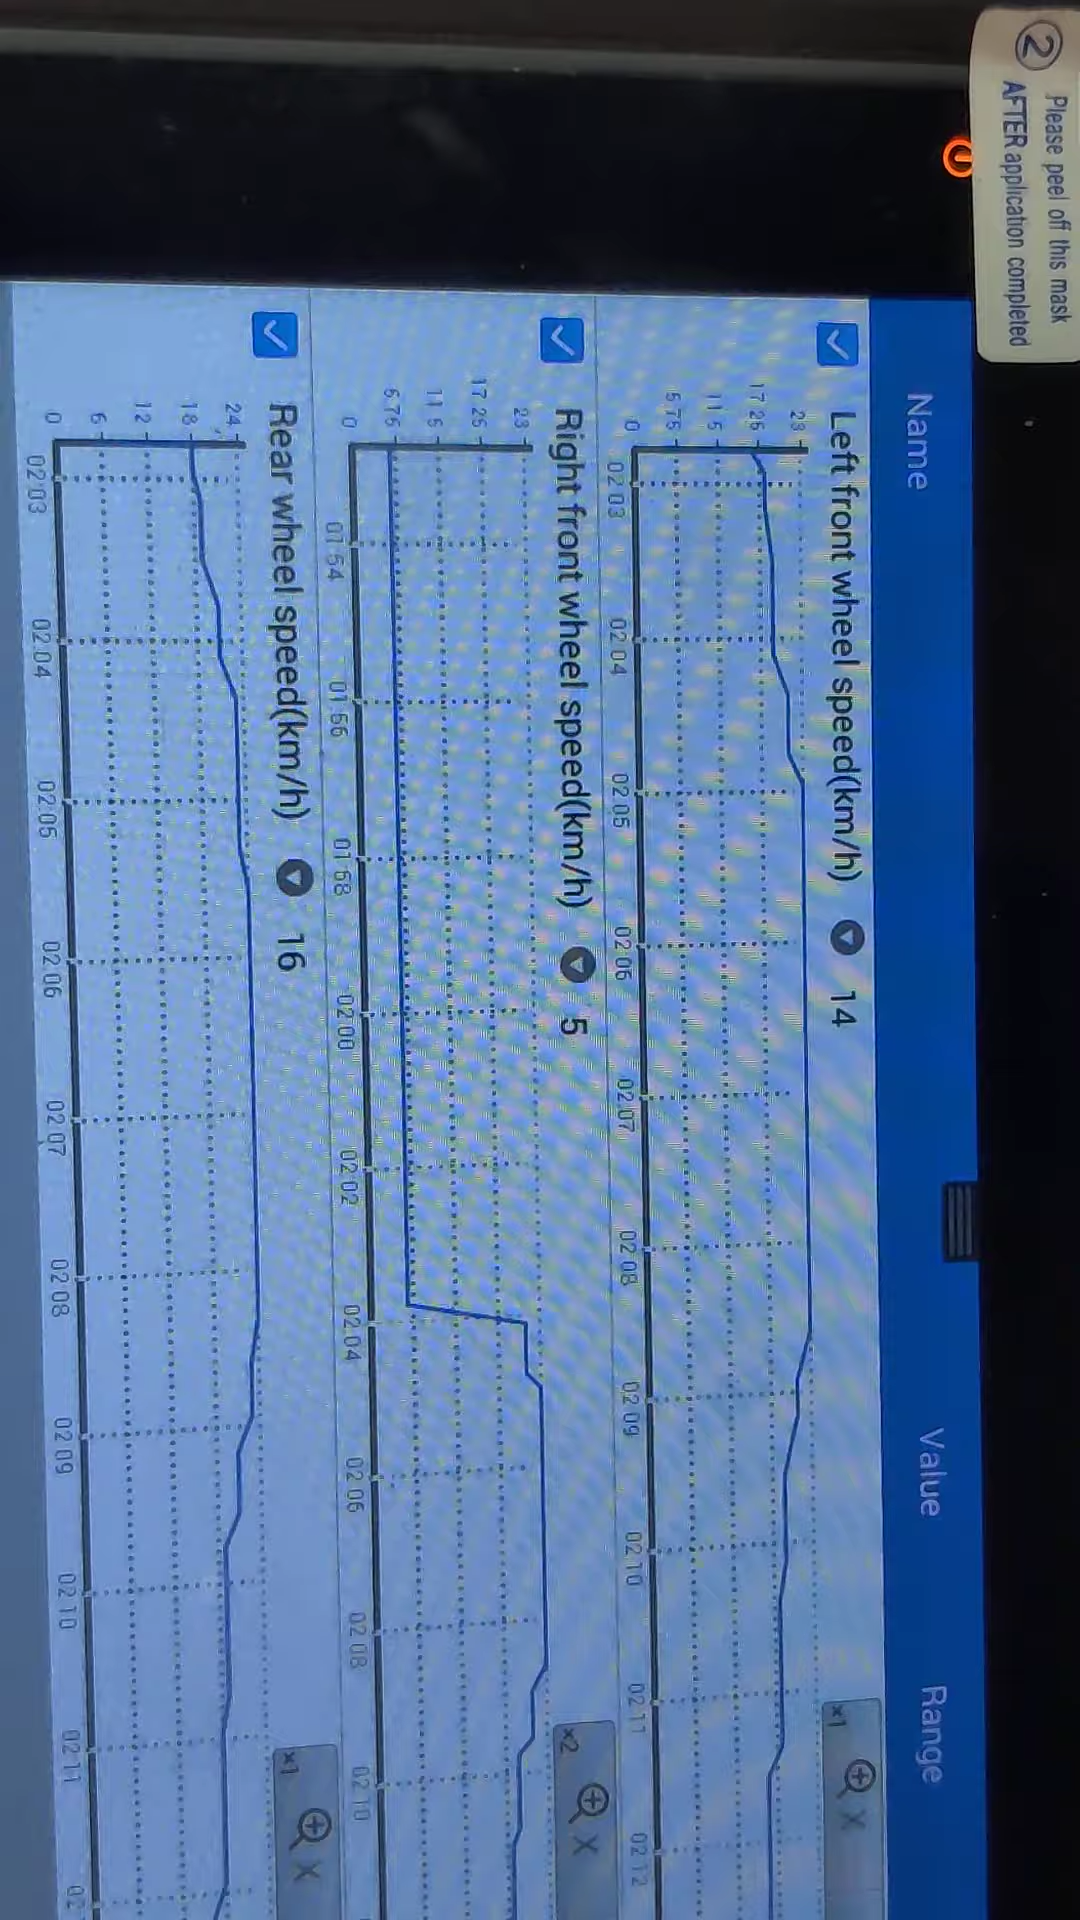 2 Please peel off this mask
AFTER application completed
Name Value Range
Left front wheel speed(km/h) 14
x1 X
23
17.25
11.5
5.75
0
02:03 02:04 02:05 02:06 02:07 02:08 02:09 02:10 02:11 02:12
Right front wheel speed(km/h) 5
x2 X
23
17.25
11.5
5.75
0
01:54 01:56 01:58 02:00 02:02 02:04 02:06 02:08 02:10
Rear wheel speed(km/h) 16
x1 X
24
18
12
6
0
02:03 02:04 02:05 02:06 02:07 02:08 02:09 02:10 02:11